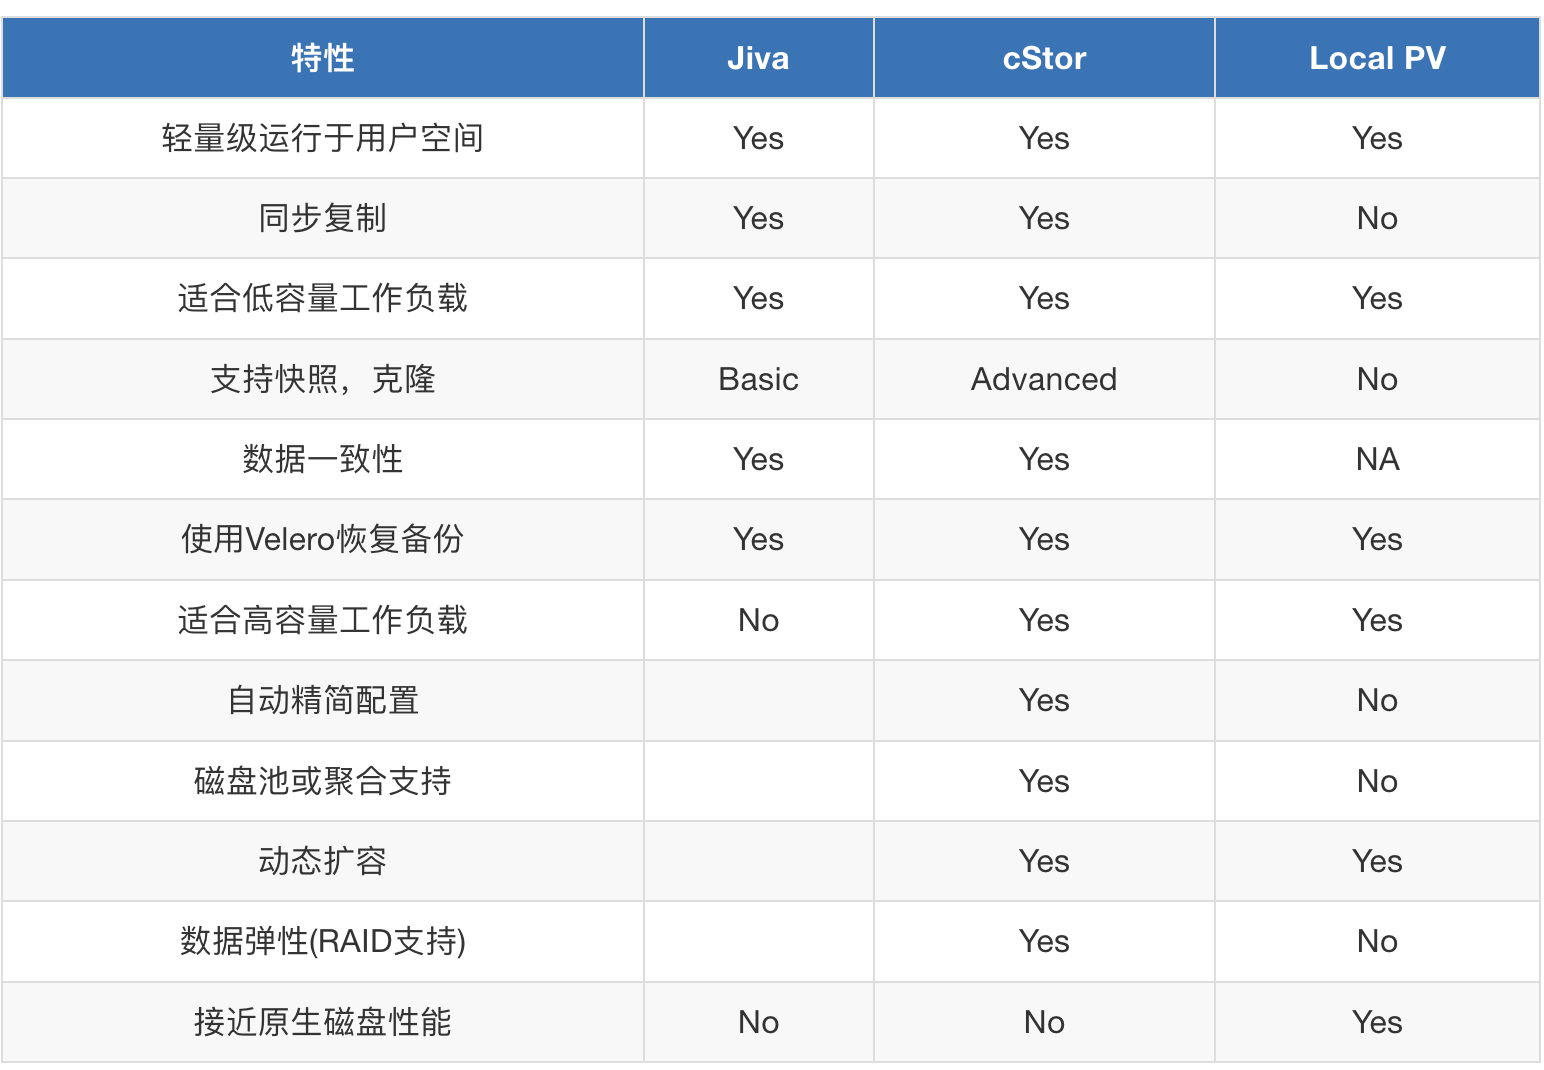 特性 Jiva cStor Local PV
轻量级运行于用户空间 Yes Yes Yes
同步复制 Yes Yes No
适合低容量工作负载 Yes Yes Yes
支持快照，克隆 Basic Advanced No
数据一致性 Yes Yes NA
使用Velero恢复备份 Yes Yes Yes
适合高容量工作负载 No Yes Yes
自动精简配置 Yes No
磁盘池或聚合支持 Yes No
动态扩容 Yes Yes
数据弹性(RAID支持) Yes No
接近原生磁盘性能 No No Yes